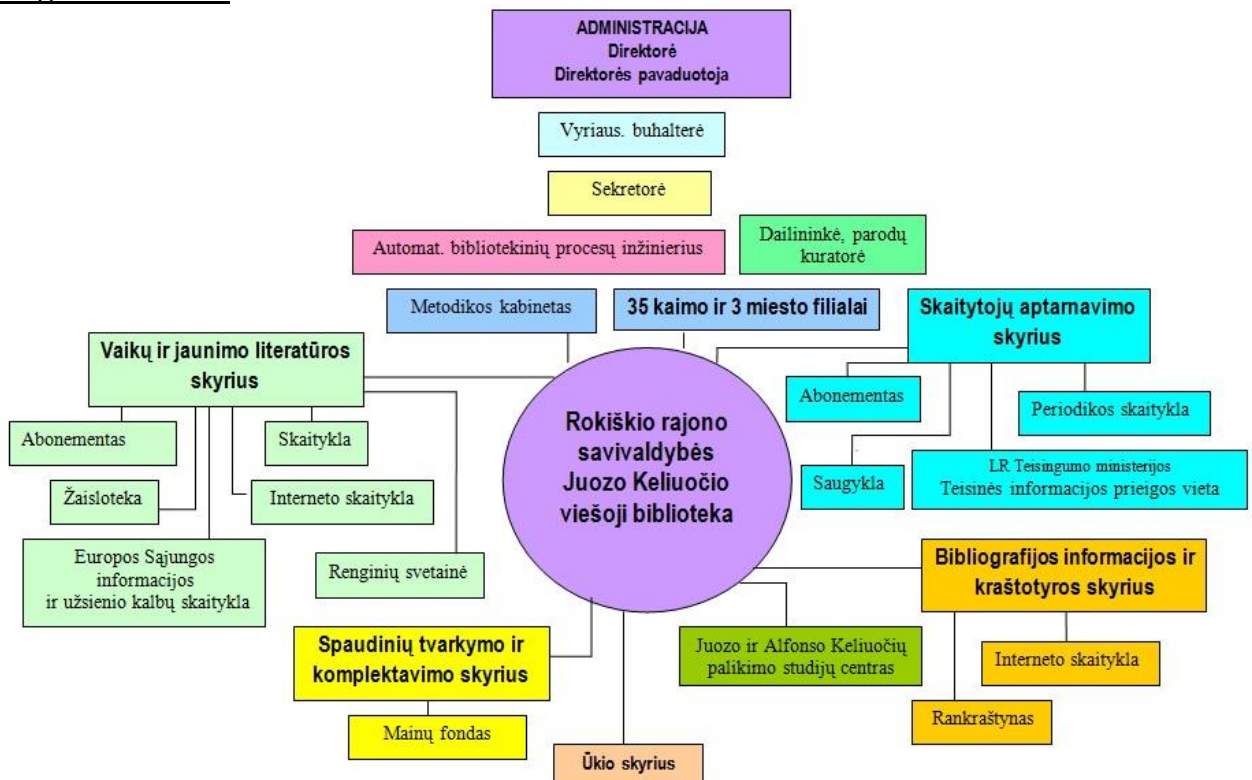 ADMINISTRACIJA
Direktorė
Direktorės pavaduotoja
Vyriaus. buhalterė
Sekretorė
Automat. bibliotekinių procesų inžinierius
Dailininkė, parodų
kuratorė
Metodikos kabinetas
35 kaimo ir 3 miesto filialai
Skaitytojų aptarnavimo
skyrius
Vaikų ir jaunimo literatūros
skyrius
Abonementas
Skaitykla
Žaisloteka
Interneto skaitykla
Europos Sąjungos
informacijos
ir užsienio kalbų skaitykla
Renginių svetainė
Rokiškio rajono
savivaldybės
Juozo Keliuočio
viešoji biblioteka
Abonementas
Periodikos skaitykla
Saugykla
LR Teisingumo ministerijos
Teisinės informacijos prieigos vieta
Bibliografijos informacijos ir
kraštotyros skyrius
Juozo ir Alfonso Keliuočių
palikimo studijų centras
Interneto skaitykla
Rankraštynas
Spaudinių tvarkymo ir
komplektavimo skyrius
Mainų fondas
Ūkio skyrius